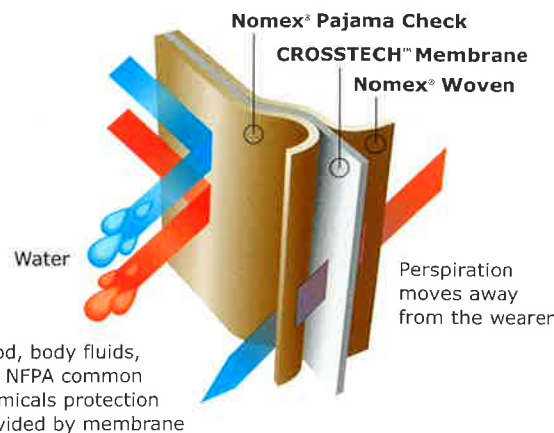 Nomex® Pajama Check
CROSSTECH™ Membrane
Nomex® Woven
Water
Perspiration
moves away
from the wearer
od, body fluids,
NFPA common
micals protection
vided by membrane